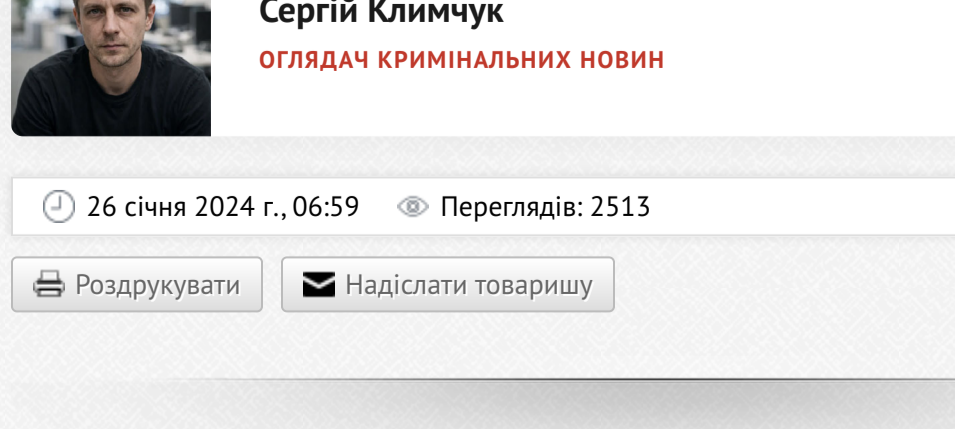 Сергій Климчук
ОГЛЯДАЧ КРИМІНАЛЬНИХ НОВИН
26 січня 2024 г., 06:59 Переглядів: 2513
Роздрукувати Надіслати товаришу